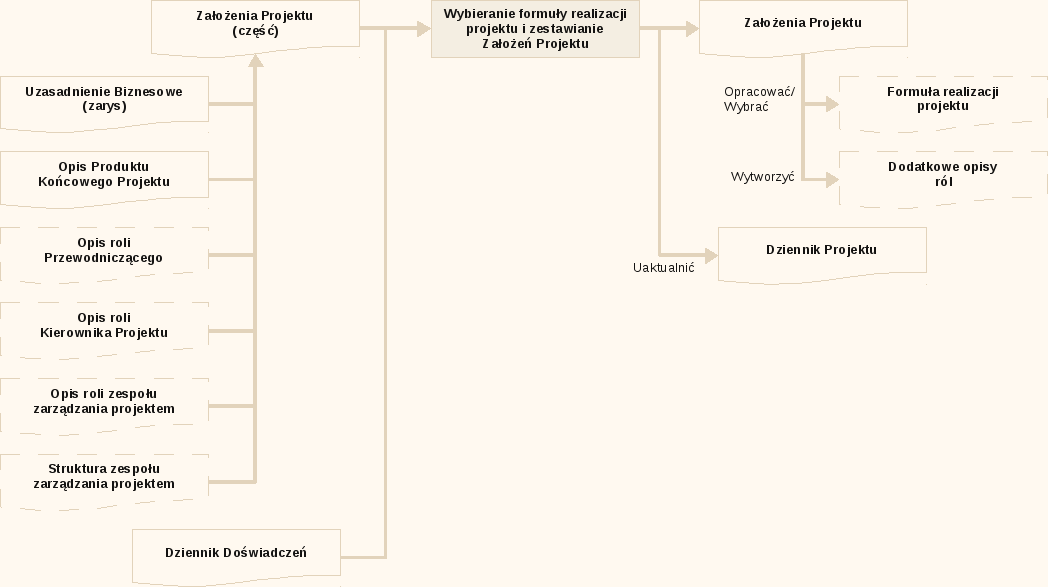 Założenia Projektu
(część)
Wybieranie formuły realizacji
projektu i zestawianie
Założeń Projektu
Założenia Projektu
Uzasadnienie Biznesowe
(zarys)
Opracować/
Wybrać
Formuła realizacji
projektu
Opis Produktu
Końcowego Projektu
Wytworzyć
Dodatkowe opisy
ról
Opis roli
Przewodniczącego
Dziennik Projektu
Uaktualnić
Opis roli
Kierownika Projektu
Opis roli zespołu
zarządzania projektem
Struktura zespołu
zarządzania projektem
Dziennik Doświadczeń